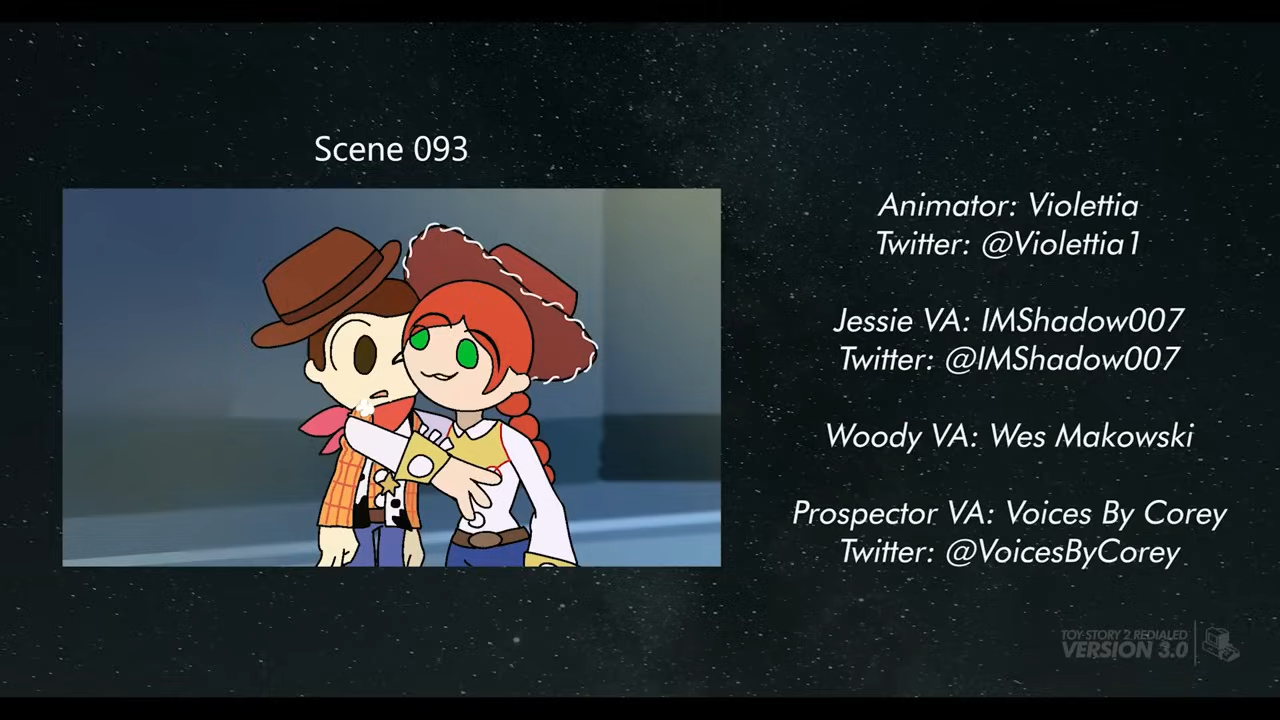 Scene 093
Animator: Violettia
Twitter: @Violettia1
Jessie VA: IMShadow007
Twitter: @IMShadow007
Woody VA: Wes Makowski
Prospector VA: Voices By Corey
Twitter: @VoicesByCorey
TOY STORY 2 REDIALED
VERSION 3.0